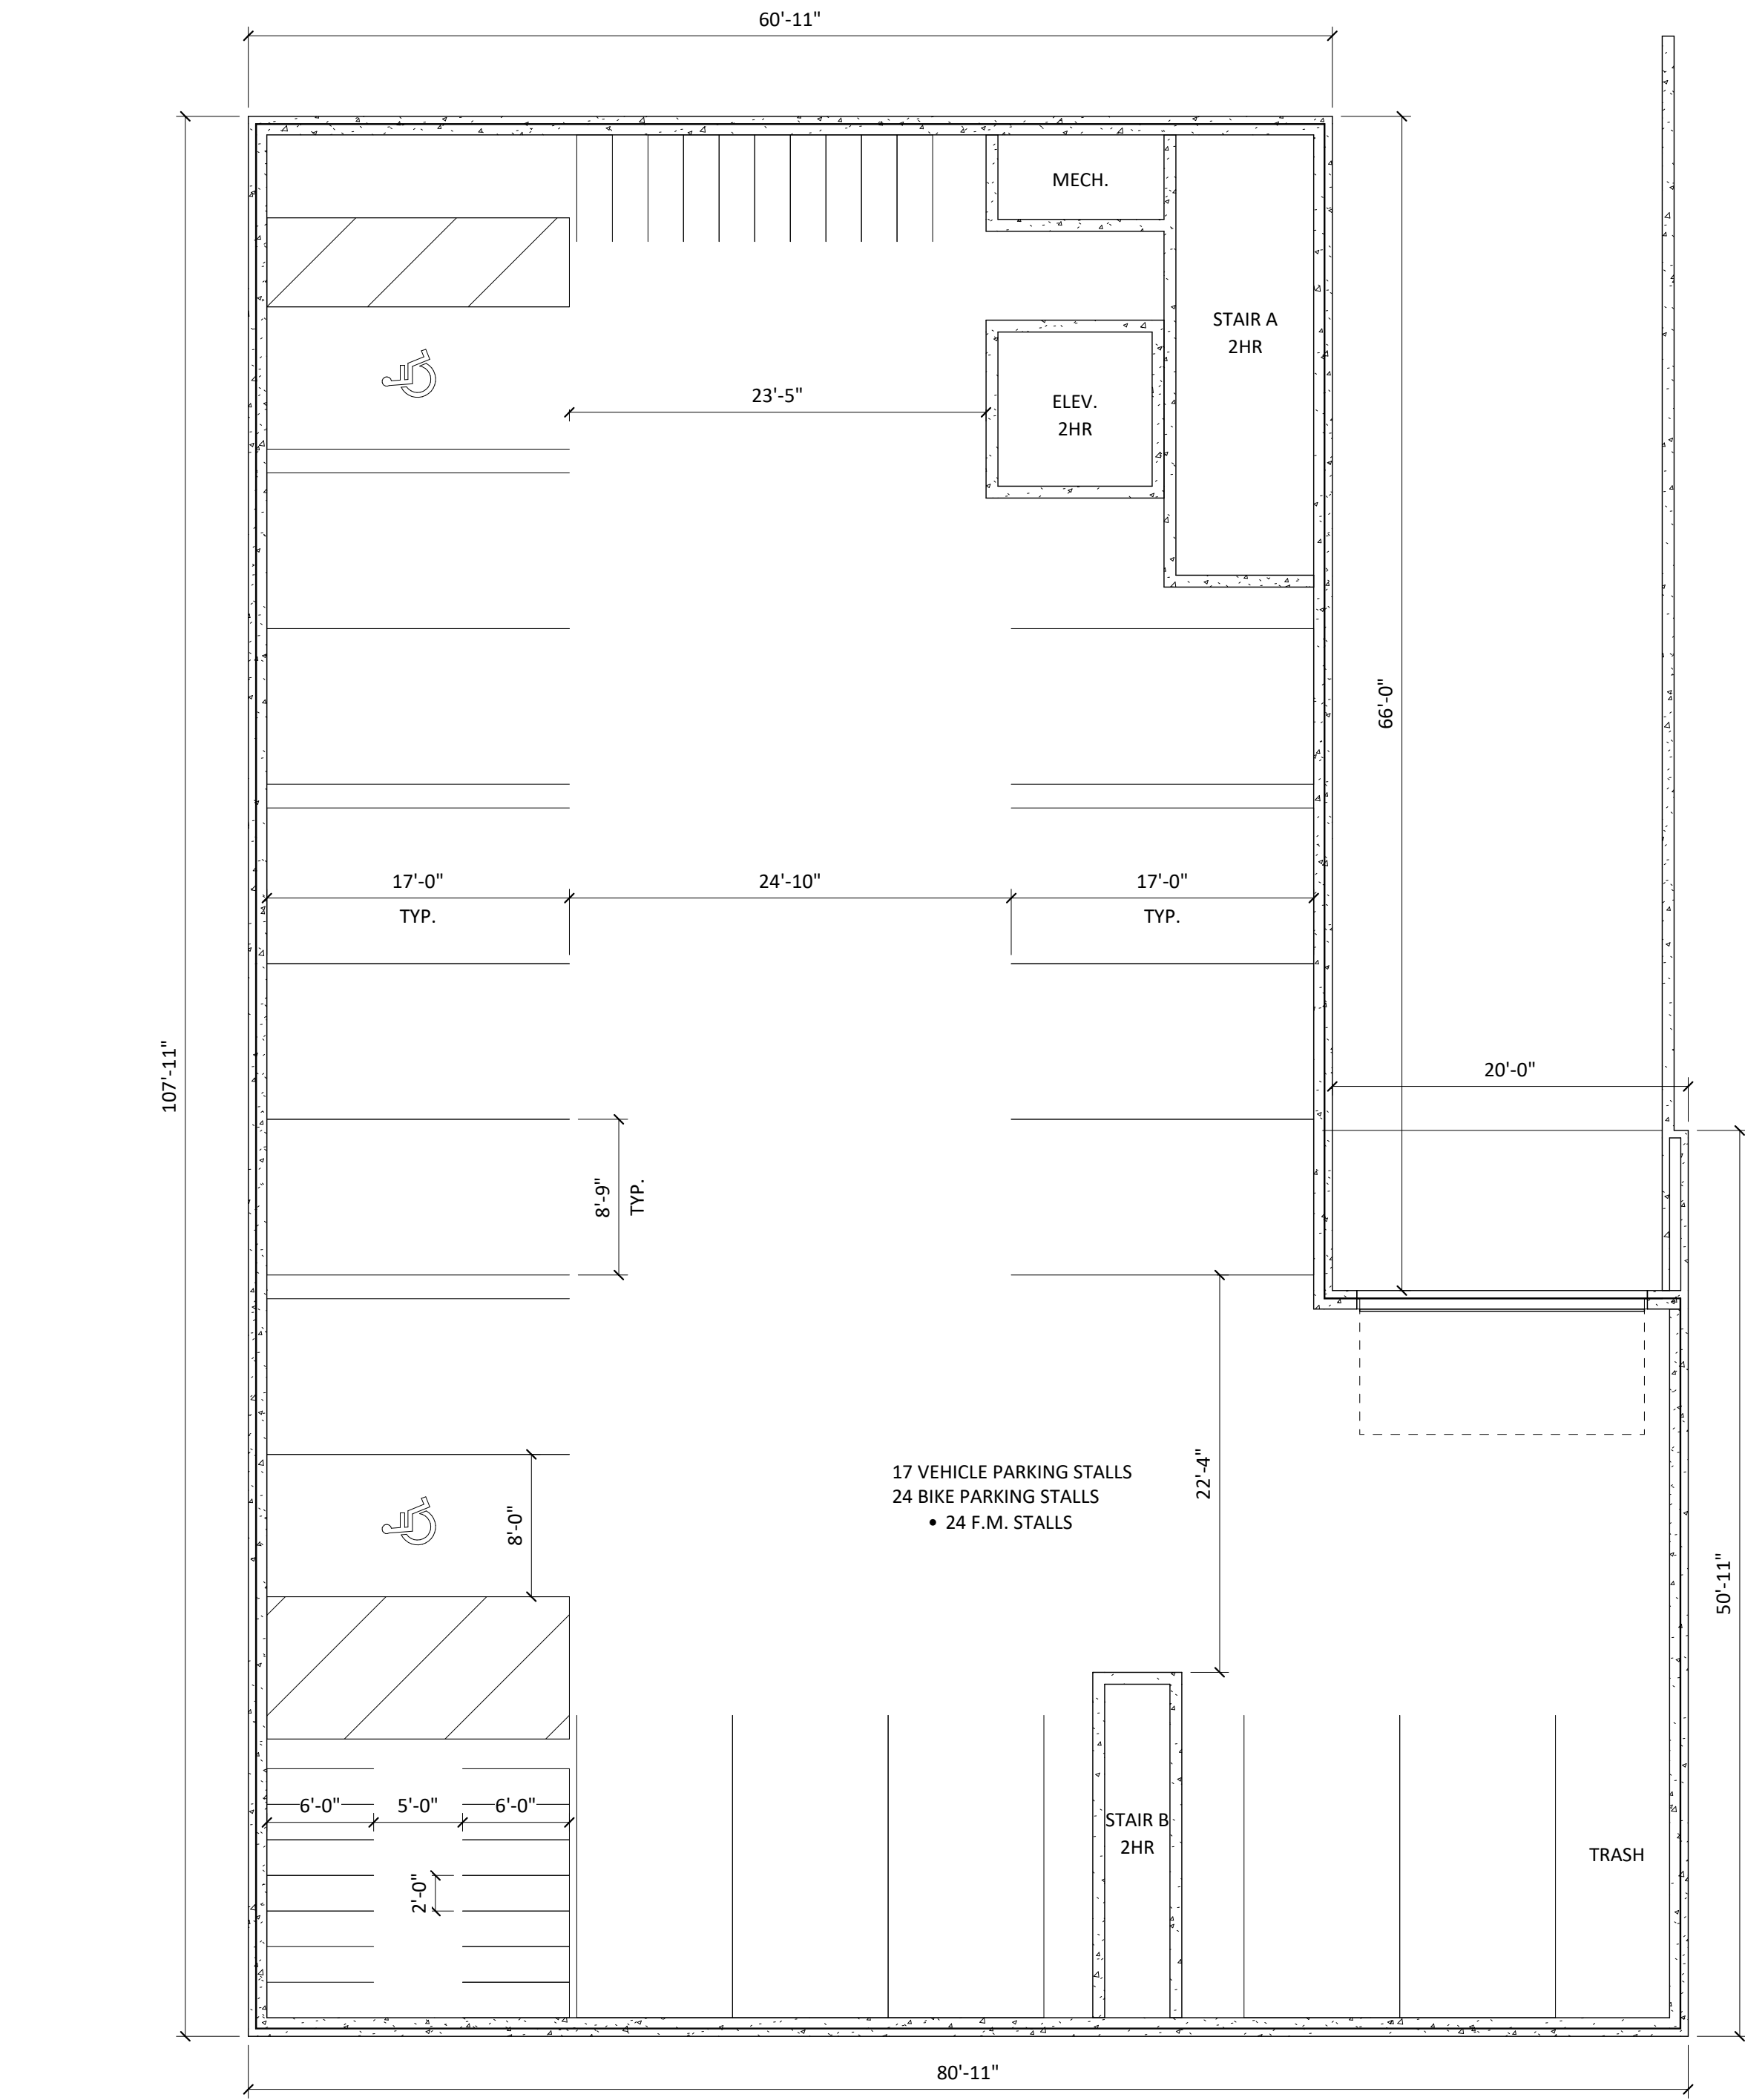 60'-11"
MECH.
STAIR A
2HR
23'-5"
ELEV.
2HR
66'-0"
17'-0"
TYP.
24'-10"
17'-0"
TYP.
107'-11"
20'-0"
8'-9"
TYP.
17 VEHICLE PARKING STALLS
24 BIKE PARKING STALLS
• 24 F.M. STALLS
22'-4"
8'-0"
50'-11"
6'-0"
5'-0"
6'-0"
STAIR B
2HR
2'-0"
TRASH
80'-11"